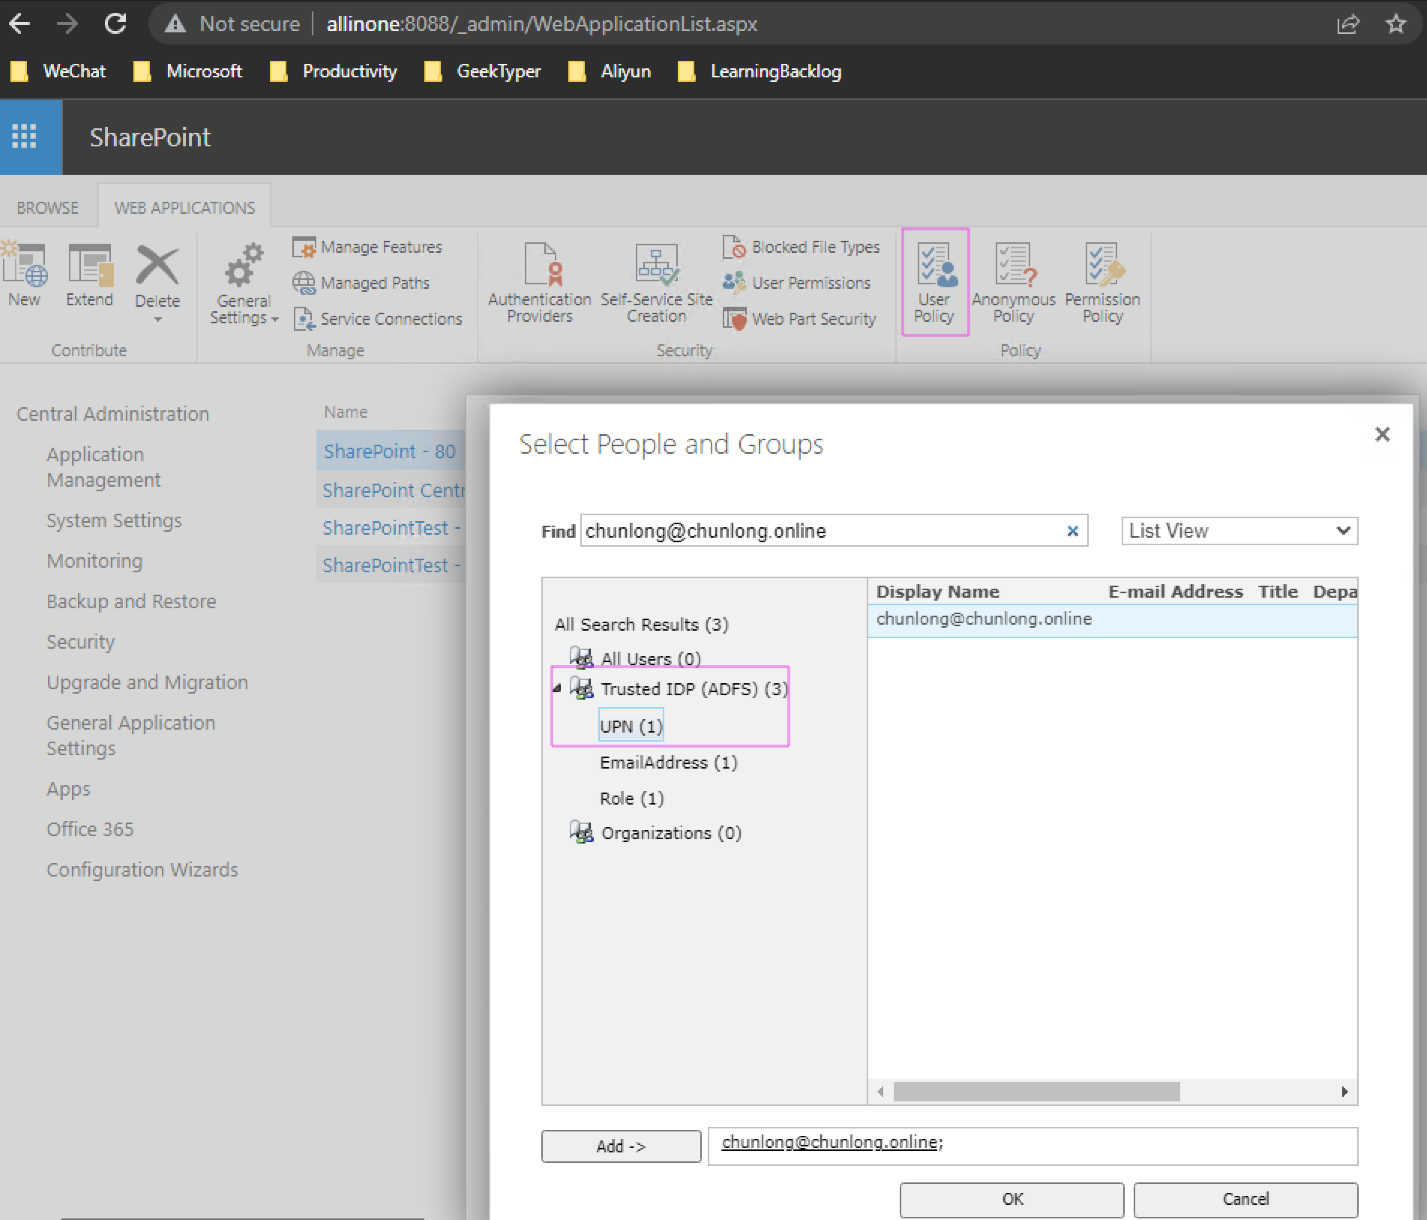 Not secure
allinone:8088/_admin/WebApplicationList.aspx
WeChat
Microsoft
Productivity
GeekTyper
Aliyun
LearningBacklog
SharePoint
BROWSE
WEB APPLICATIONS
New
Extend
Delete
Contribute
General
Settings
Manage Features
Managed Paths
Service Connections
Manage
Authentication
Providers
Self-Service Site
Creation
Blocked File Types
User Permissions
Web Part Security
Security
User
Policy
Anonymous
Policy
Permission
Policy
Policy
Central Administration
Application
Management
System Settings
Monitoring
Backup and Restore
Security
Upgrade and Migration
General Application
Settings
Apps
Office 365
Configuration Wizards
Name
SharePoint - 80
SharePoint Centr
SharePointTest -
SharePointTest -
Select People and Groups
Find
chunlong@chunlong.online
List View
All Search Results (3)
All Users (0)
Trusted IDP (ADFS) (3)
UPN (1)
EmailAddress (1)
Role (1)
Organizations (0)
Display Name E-mail Address Title Depa
chunlong@chunlong.online
Add ->
chunlong@chunlong.online;
OK
Cancel